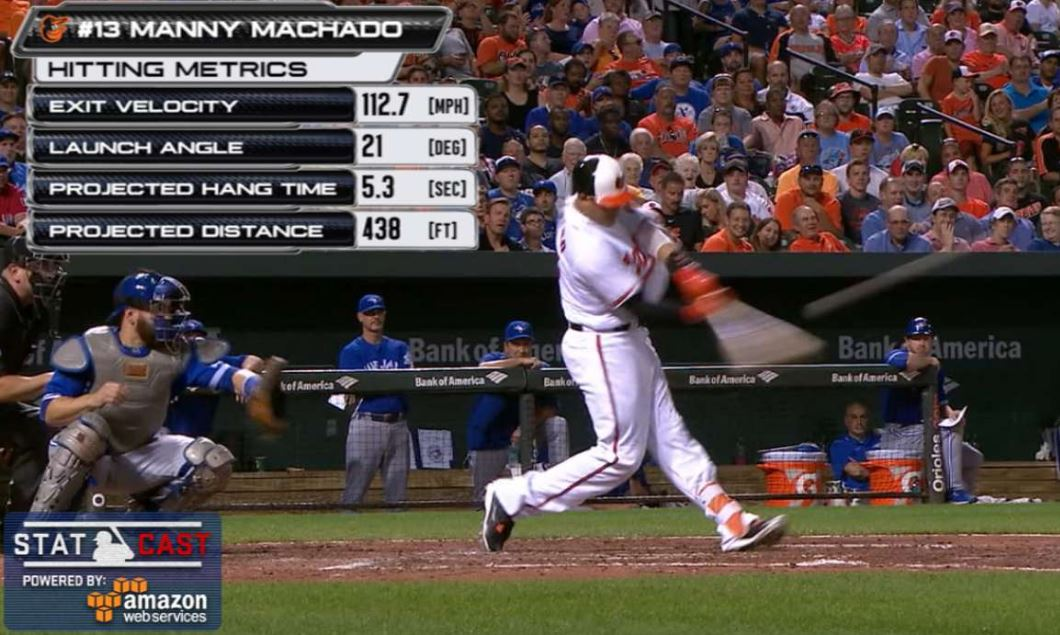 #13 MANNY MACHADO
HITTING METRICS
EXIT VELOCITY 112.7 [MPH]
LAUNCH ANGLE 21 [DEG]
PROJECTED HANG TIME 5.3 [SEC]
PROJECTED DISTANCE 438 [FT]
Bank of America
Bank of America
Bank of America
Bank of America
Bank of America
Bank of America
Orioles
STATCAST
POWERED BY:
amazon
web services